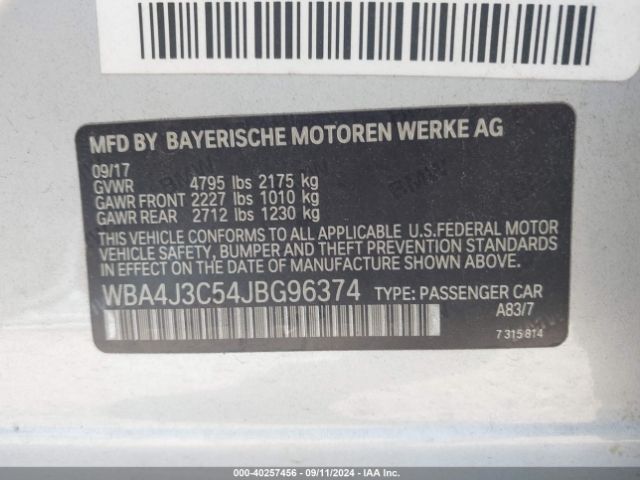 MFD BY BAYERISCHE MOTOREN WERKE AG
09/17
GVWR 4795 lbs 2175 kg
GAWR FRONT 2227 lbs 1010 kg
GAWR REAR 2712 lbs 1230 kg
THIS VEHICLE CONFORMS TO ALL APPLICABLE U.S.FEDERAL MOTOR
VEHICLE SAFETY, BUMPER AND THEFT PREVENTION STANDARDS
IN EFFECT ON THE DATE OF MANUFACTURE SHOWN ABOVE.
WBA4J3C54JBG96374 TYPE: PASSENGER CAR
A83/7
7 315 814
000-40257456 - 09/11/2024 - IAA Inc.